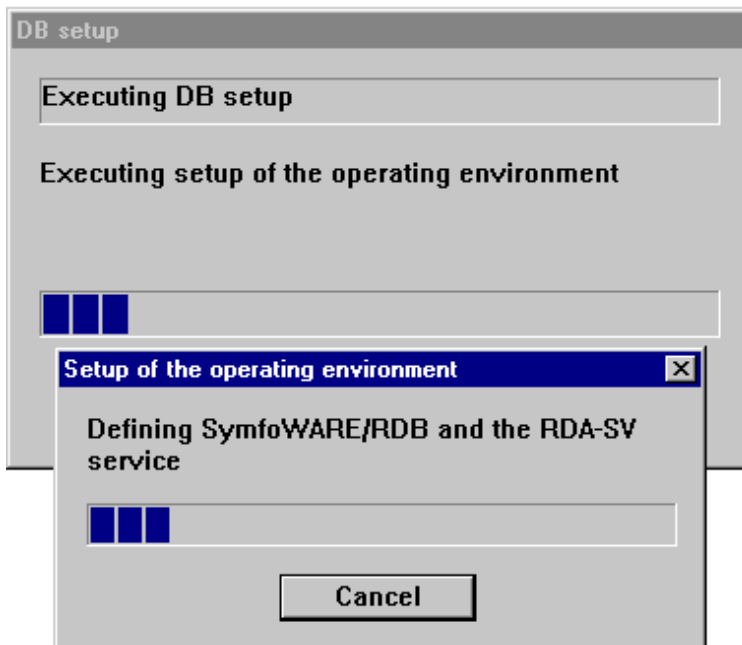 DB setup
Executing DB setup
Executing setup of the operating environment
Setup of the operating environment
Defining SymfoWARE/RDB and the RDA-SV
service
Cancel